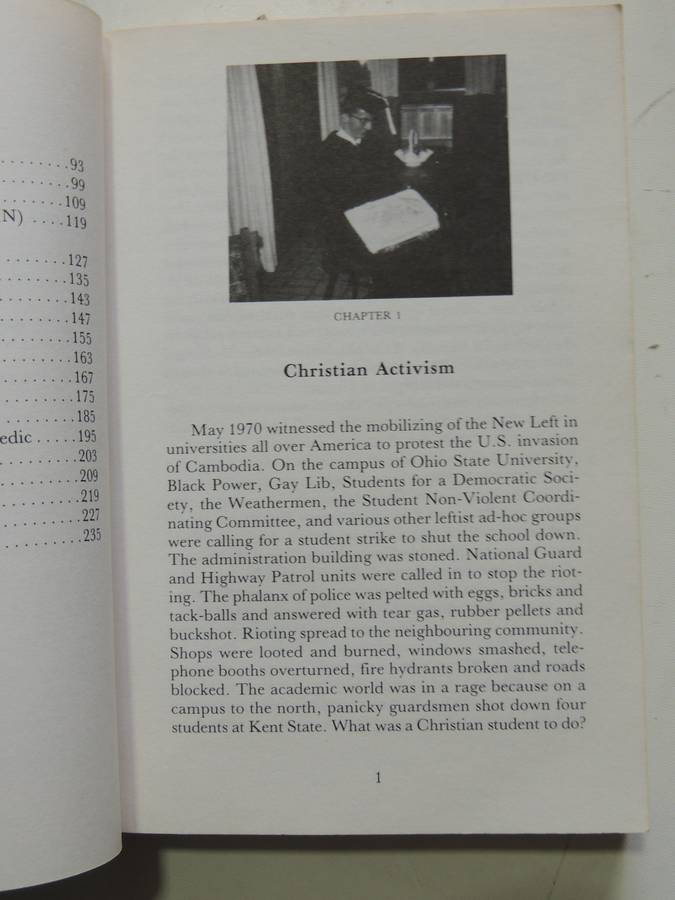 ........93
........99
........109
N) ....119
........127
........135
........143
........147
........155
........163
........167
........175
........185
edic .....195
........203
........209
........219
........227
........235
CHAPTER 1
Christian Activism
May 1970 witnessed the mobilizing of the New Left in
universities all over America to protest the U.S. invasion
of Cambodia. On the campus of Ohio State University,
Black Power, Gay Lib, Students for a Democratic Soci-
ety, the Weathermen, the Student Non-Violent Coordi-
nating Committee, and various other leftist ad-hoc groups
were calling for a student strike to shut the school down.
The administration building was stoned. National Guard
and Highway Patrol units were called in to stop the riot-
ing. The phalanx of police was pelted with eggs, bricks and
tack-balls and answered with tear gas, rubber pellets and
buckshot. Rioting spread to the neighbouring community.
Shops were looted and burned, windows smashed, tele-
phone booths overturned, fire hydrants broken and roads
blocked. The academic world was in a rage because on a
campus to the north, panicky guardsmen shot down four
students at Kent State. What was a Christian student to do?
1